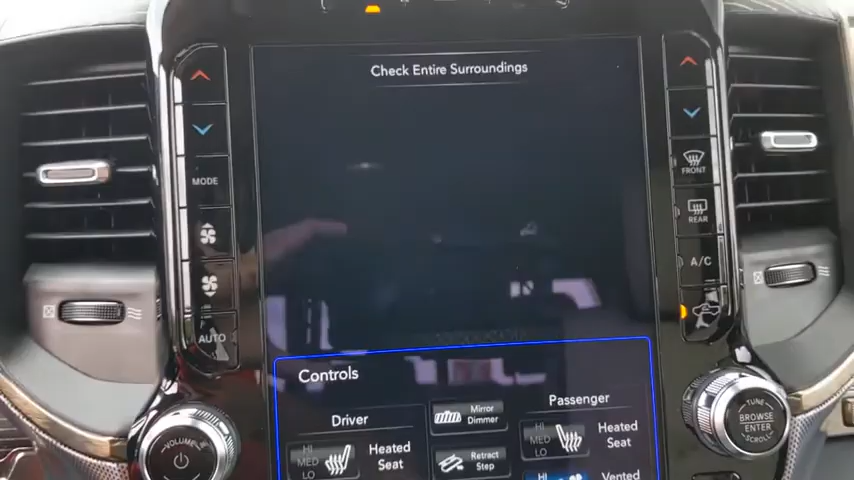 Check Entire Surroundings
MODE
FRONT
REAR
A/C
AUTO
Controls
Driver
Mirror
Dimmer
Passenger
HI
MED
LO
Heated
Seat
Retract
Step
HI
MED
LO
Heated
Seat
HI
Vented
VOLUME
TUNE
BROWSE
ENTER
SCROLL